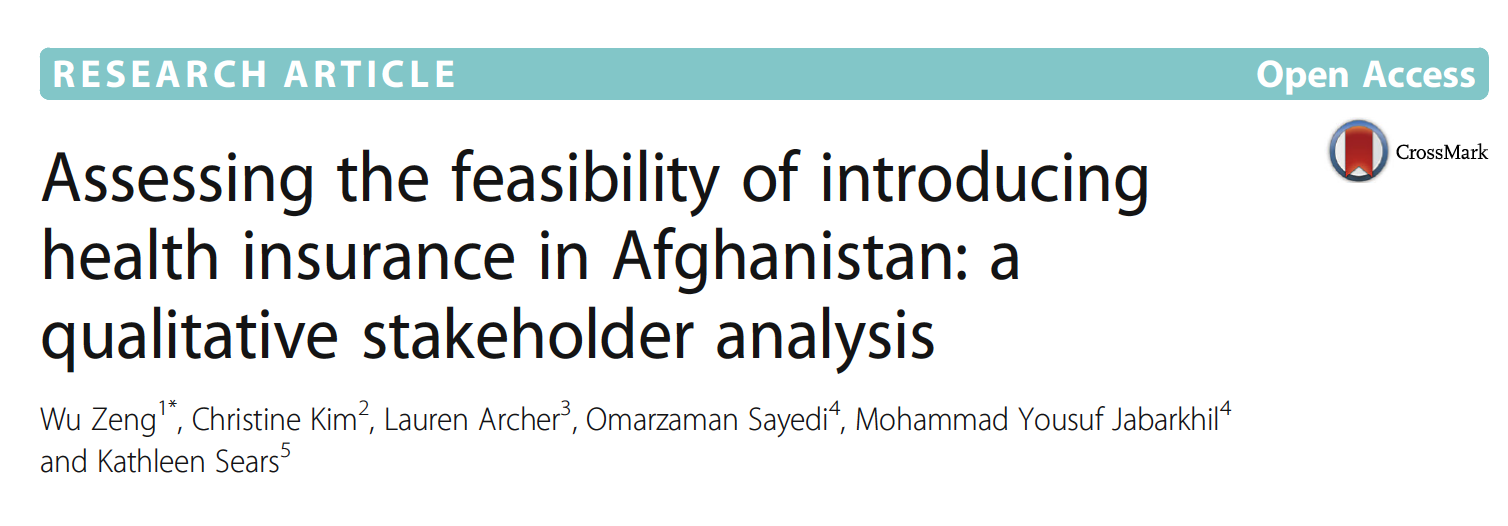 RESEARCH ARTICLE Open Access
CrossMark
Assessing the feasibility of introducing
health insurance in Afghanistan: a
qualitative stakeholder analysis
Wu Zeng1*, Christine Kim2, Lauren Archer3, Omarzaman Sayedi4, Mohammad Yousuf Jabarkhil4
and Kathleen Sears5